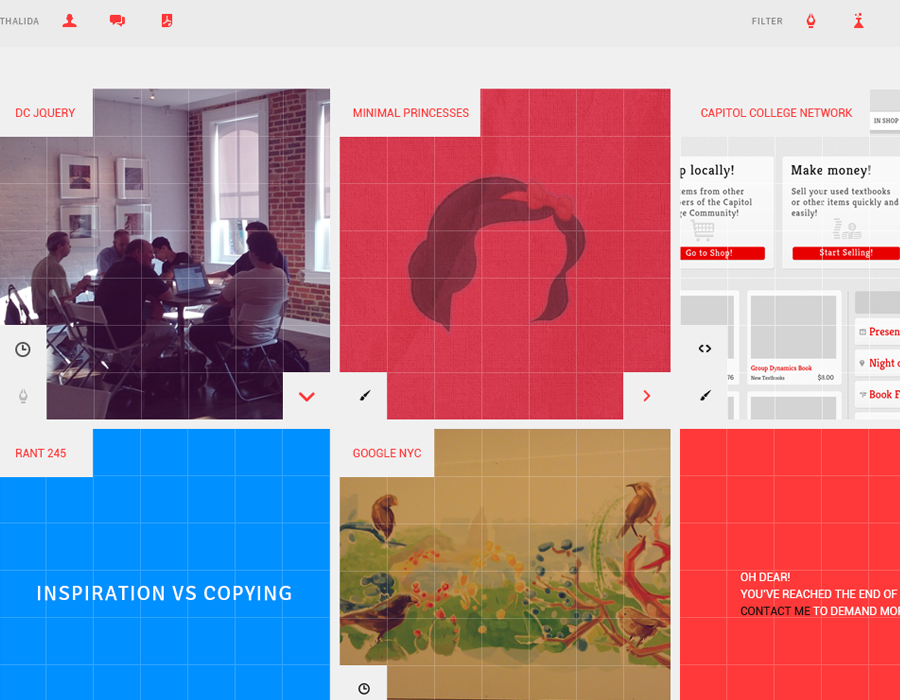 THALIDA
FILTER
DC JQUERY
MINIMAL PRINCESSES
CAPITOL COLLEGE NETWORK
IN SHOP
p locally!
ems from other
ers of the Capitol
ge Community!
Go to Shop!
Make money!
Sell your used textbooks
or other items quickly and
easily!
Start Selling!
Group Dynamics Book
New Textbooks
$8.00
76
Presen
Night o
Book F
RANT 245
INSPIRATION VS COPYING
GOOGLE NYC
OH DEAR!
YOU'VE REACHED THE END OF
CONTACT ME TO DEMAND MOR